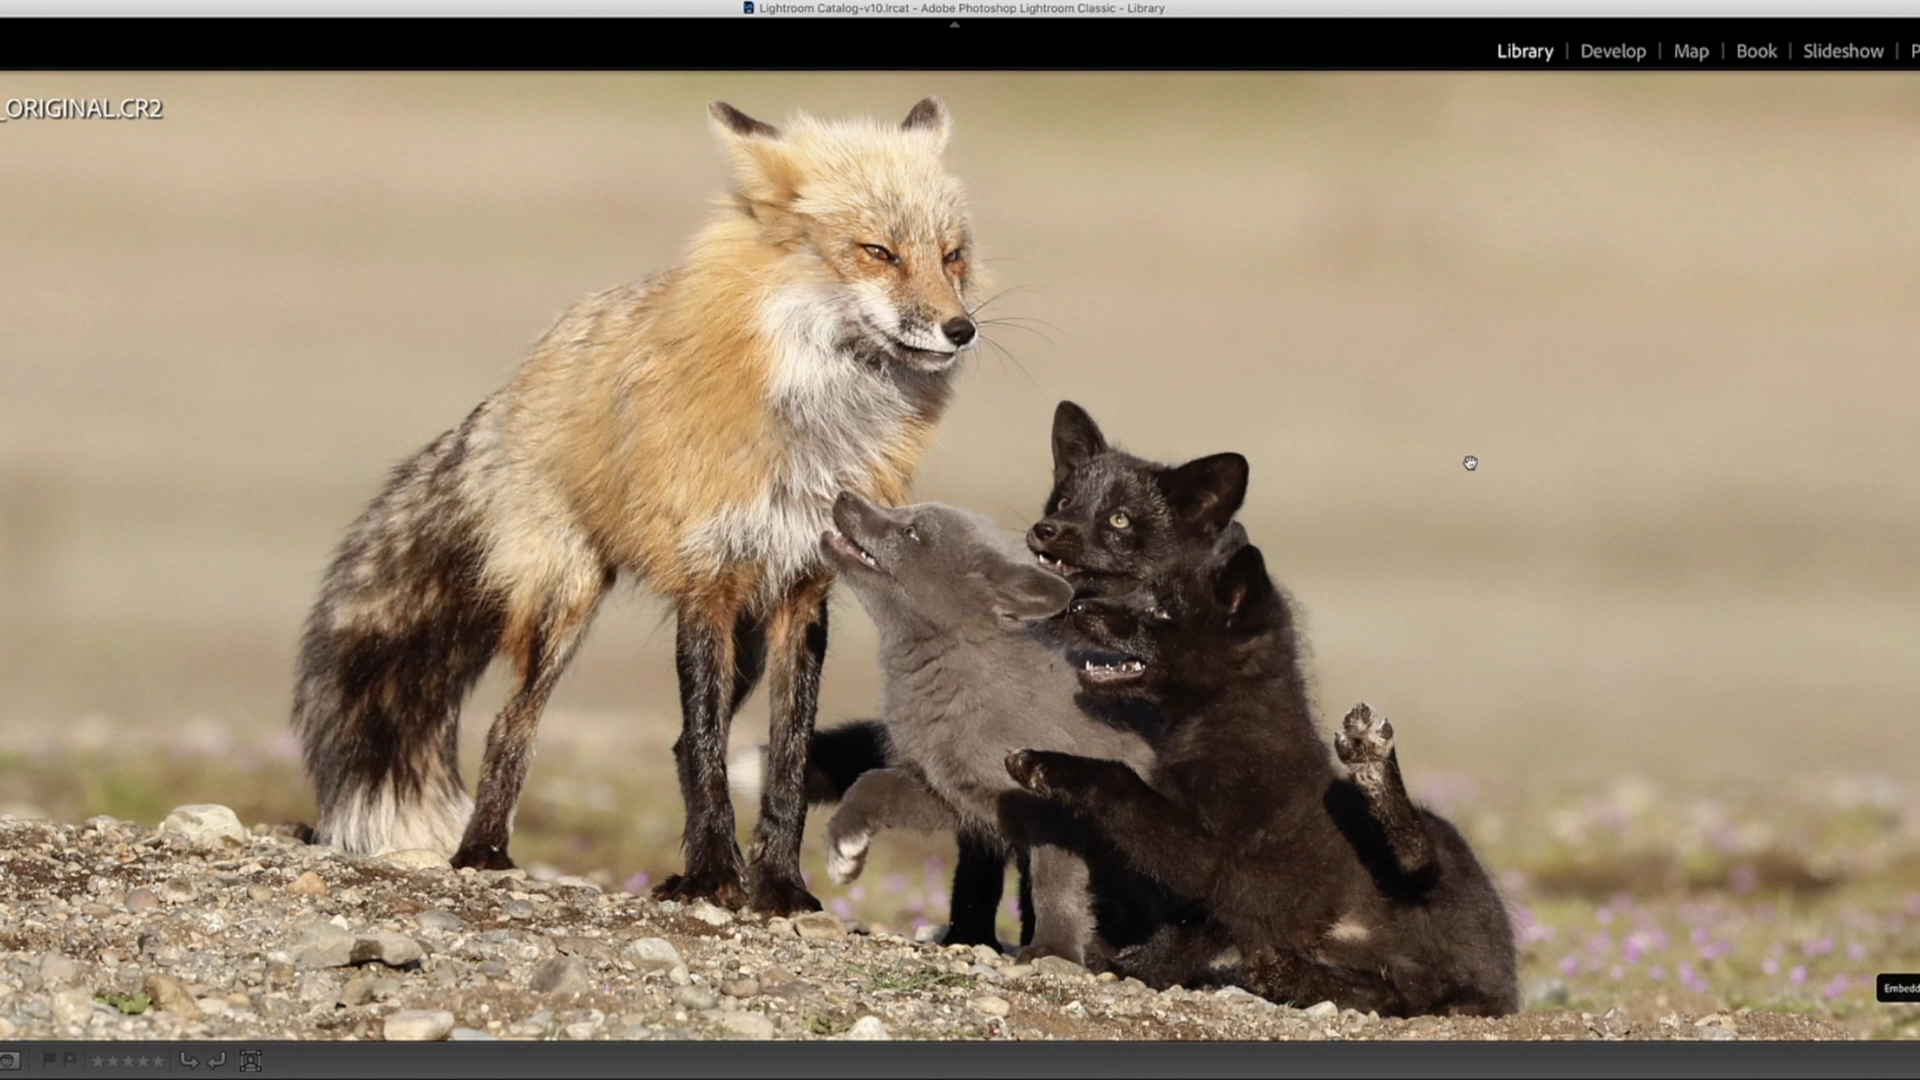 Lightroom Catalog-v10.lrcat - Adobe Photoshop Lightroom Classic - Library
Library | Develop | Map | Book | Slideshow | P
_ORIGINAL.CR2
Embedd